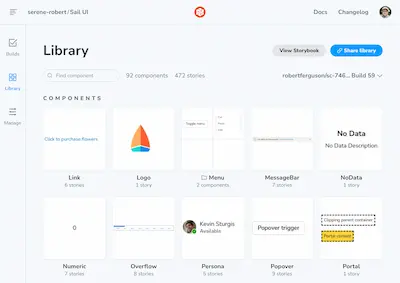 serene-robert/Sail UI
Docs
Changelog
Builds
Library
Manage
Library
View Storybook
Share library
Find component
92 components
472 stories
robertferguson/sc-746... Build 59
COMPONENTS
Click to purchase flowers
Link
6 stories
Logo
1 story
Toggle menu
Menu
2 components
MessageBar
7 stories
No Data
No Data Description.
NoData
1 story
0
Numeric
7 stories
Overflow
8 stories
Kevin Sturgis
Available
Persona
5 stories
Popover trigger
Popover
9 stories
Clipping parent container
Portal
1 story